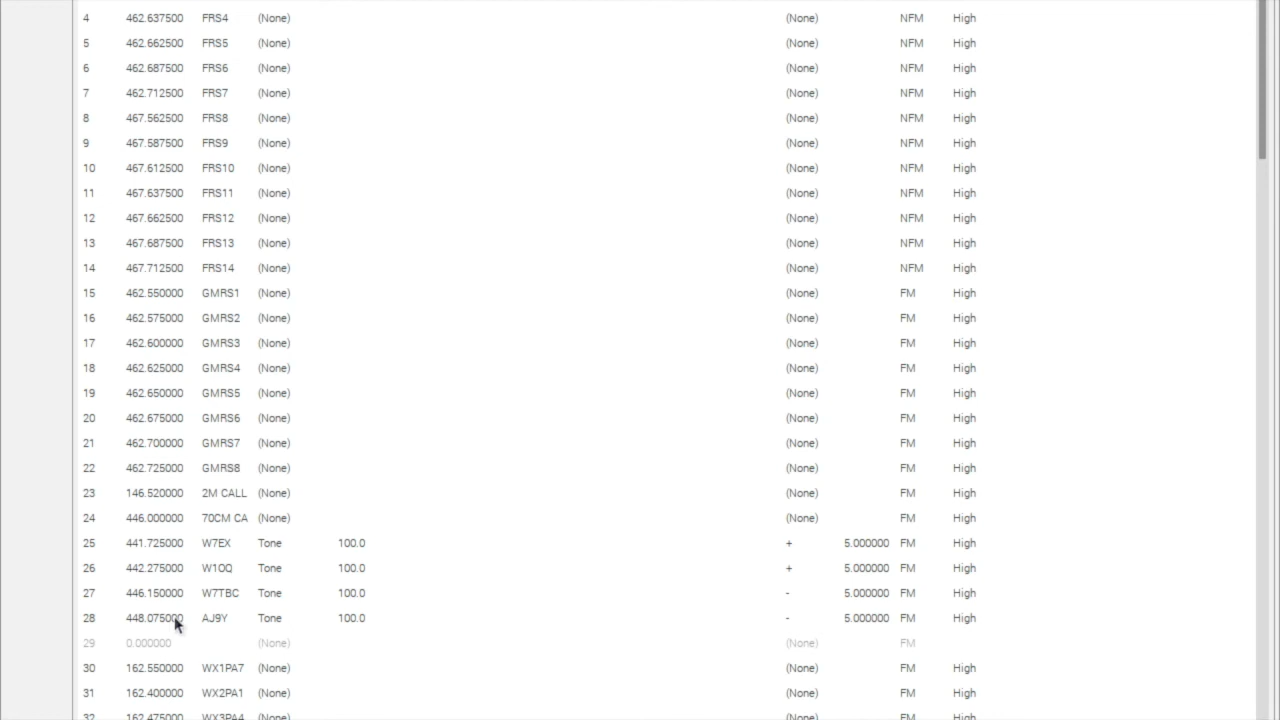 4 462.637500 FRS4 (None) (None) NFM High
5 462.662500 FRS5 (None) (None) NFM High
6 462.687500 FRS6 (None) (None) NFM High
7 462.712500 FRS7 (None) (None) NFM High
8 467.562500 FRS8 (None) (None) NFM High
9 467.587500 FRS9 (None) (None) NFM High
10 467.612500 FRS10 (None) (None) NFM High
11 467.637500 FRS11 (None) (None) NFM High
12 467.662500 FRS12 (None) (None) NFM High
13 467.687500 FRS13 (None) (None) NFM High
14 467.712500 FRS14 (None) (None) NFM High
15 462.550000 GMRS1 (None) (None) FM High
16 462.575000 GMRS2 (None) (None) FM High
17 462.600000 GMRS3 (None) (None) FM High
18 462.625000 GMRS4 (None) (None) FM High
19 462.650000 GMRS5 (None) (None) FM High
20 462.675000 GMRS6 (None) (None) FM High
21 462.700000 GMRS7 (None) (None) FM High
22 462.725000 GMRS8 (None) (None) FM High
23 146.520000 2M CALL (None) (None) FM High
24 446.000000 70CM CA (None) (None) FM High
25 441.725000 W7EX Tone 100.0 + 5.000000 FM High
26 442.275000 W1OQ Tone 100.0 + 5.000000 FM High
27 446.150000 W7TBC Tone 100.0 - 5.000000 FM High
28 448.075000 AJ9Y Tone 100.0 - 5.000000 FM High
29 0.000000 (None) (None) FM
30 162.550000 WX1PA7 (None) (None) FM High
31 162.400000 WX2PA1 (None) (None) FM High
32 162.475000 WX3PA4 (None) (None) FM High